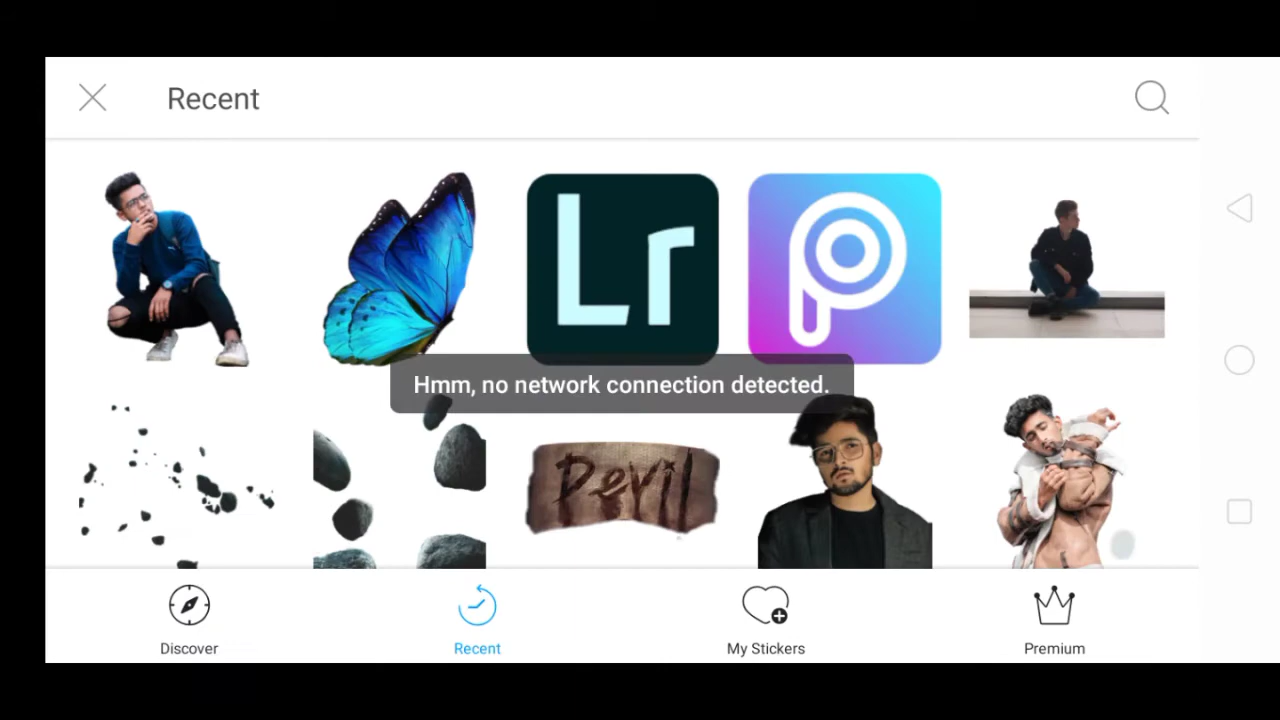 Recent
Lr
Hmm, no network connection detected.
Devil
Discover
Recent
My Stickers
Premium